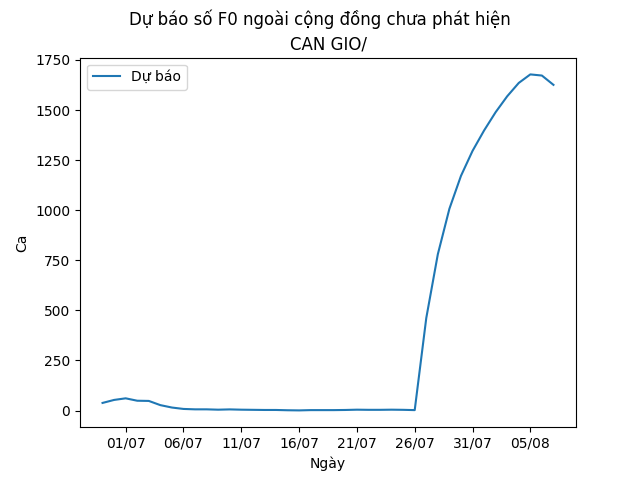 Dự báo số F0 ngoài cộng đồng chưa phát hiện
CAN GIO/
Dự báo
Ca
1750
1500
1250
1000
750
500
250
0
01/07 06/07 11/07 16/07 21/07 26/07 31/07 05/08
Ngày